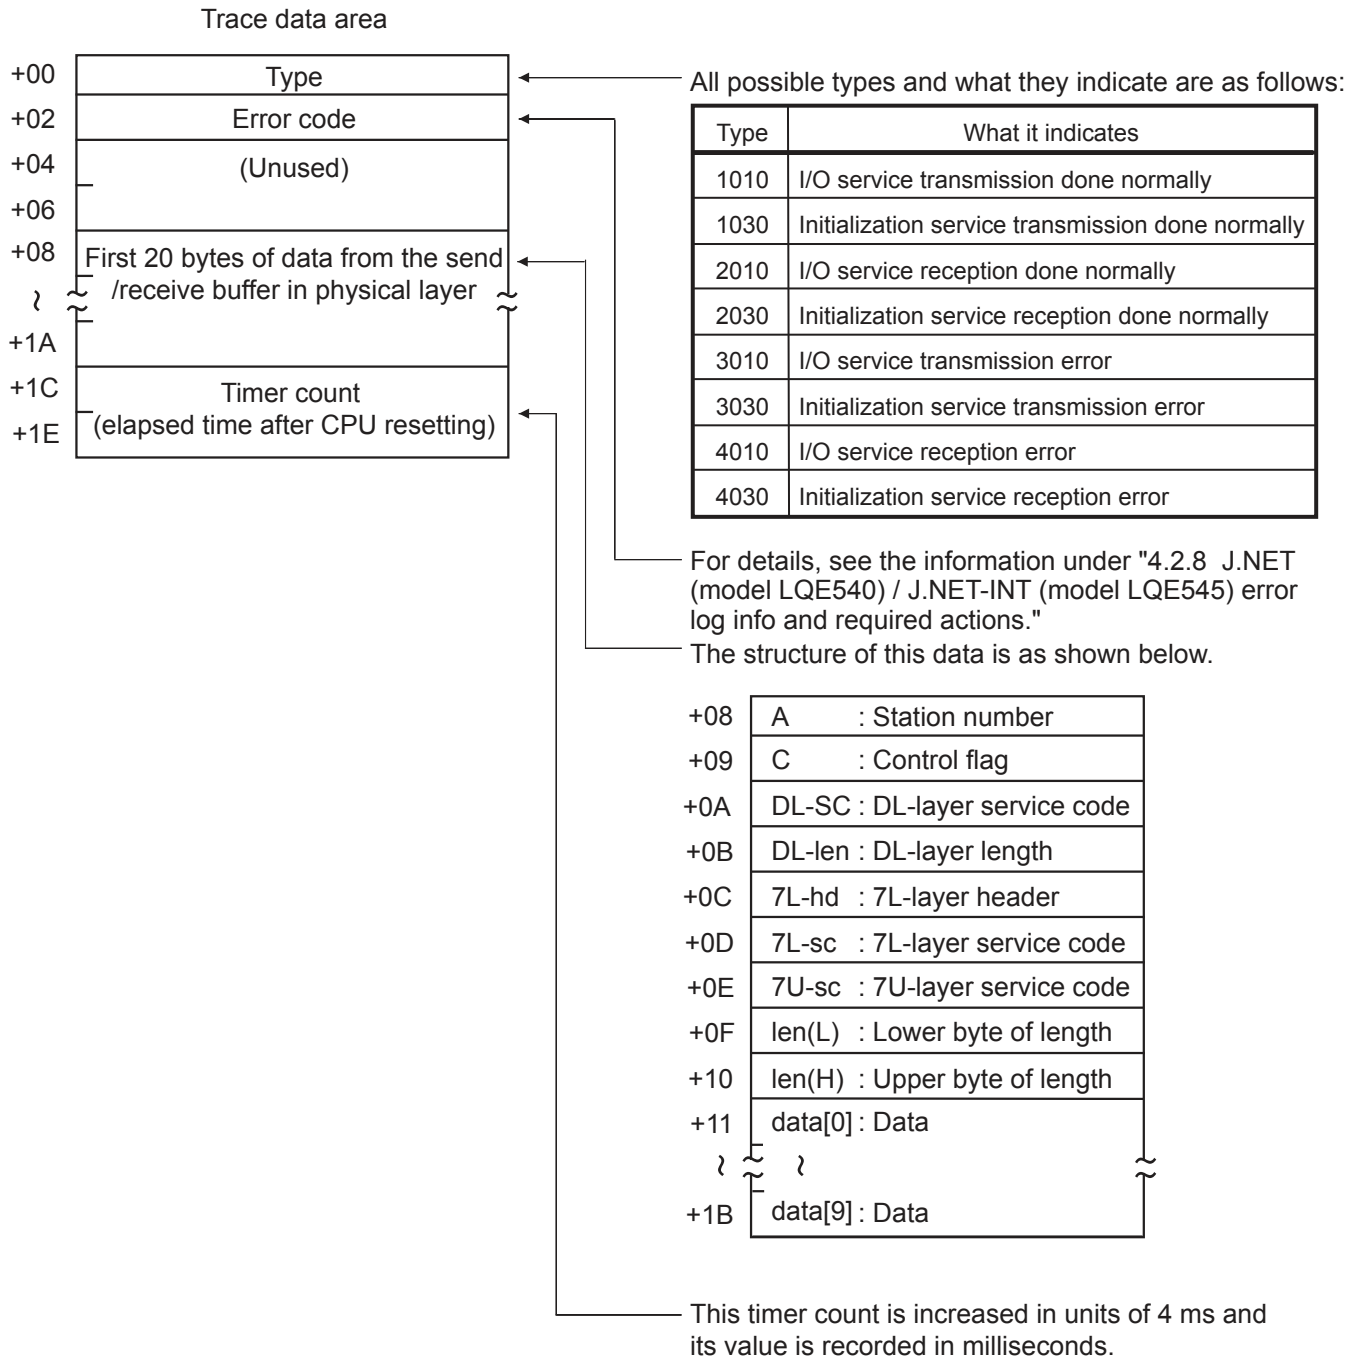 Trace data area
+00 Type
+02 Error code
+04 (Unused)
+06
+08 First 20 bytes of data from the send
/receive buffer in physical layer
~
+1A
+1C Timer count
(elapsed time after CPU resetting)
+1E
All possible types and what they indicate are as follows:
Type What it indicates
1010 I/O service transmission done normally
1030 Initialization service transmission done normally
2010 I/O service reception done normally
2030 Initialization service reception done normally
3010 I/O service transmission error
3030 Initialization service transmission error
4010 I/O service reception error
4030 Initialization service reception error
For details, see the information under "4.2.8 J.NET
(model LQE540) / J.NET-INT (model LQE545) error
log info and required actions."
The structure of this data is as shown below.
+08 A : Station number
+09 C : Control flag
+0A DL-SC : DL-layer service code
+0B DL-len : DL-layer length
+0C 7L-hd : 7L-layer header
+0D 7L-sc : 7L-layer service code
+0E 7U-sc : 7U-layer service code
+0F len(L) : Lower byte of length
+10 len(H) : Upper byte of length
+11 data[0] : Data
~ ~
+1B data[9] : Data
This timer count is increased in units of 4 ms and
its value is recorded in milliseconds.